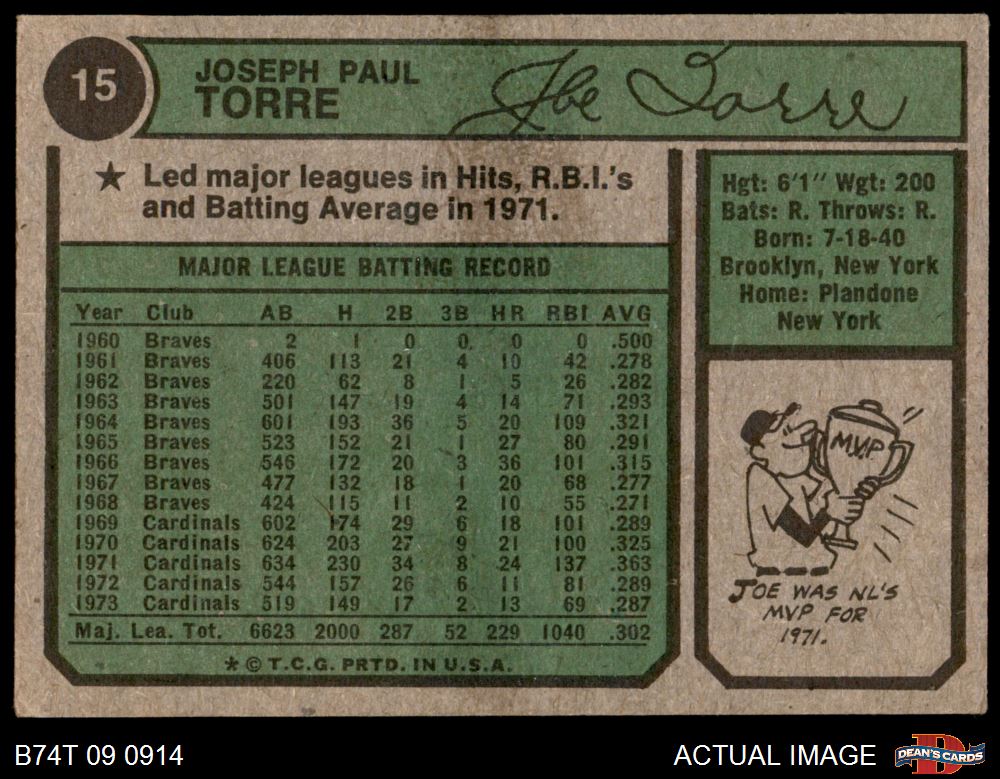 15
JOSEPH PAUL
TORRE
Joe Torre
★ Led major leagues in Hits, R.B.I.'s
and Batting Average in 1971.
MAJOR LEAGUE BATTING RECORD
Year Club AB H 2B 3B HR RBI AVG
1960 Braves 2 1 0 0 0 0 .500
1961 Braves 406 113 21 4 10 42 .278
1962 Braves 220 62 8 1 5 26 .282
1963 Braves 501 147 19 4 14 71 .293
1964 Braves 601 193 36 5 20 109 .321
1965 Braves 523 152 21 1 27 80 .291
1966 Braves 546 172 20 3 36 101 .315
1967 Braves 477 132 18 1 20 68 .277
1968 Braves 424 115 11 2 10 55 .271
1969 Cardinals 602 174 29 6 18 101 .289
1970 Cardinals 624 203 27 9 21 100 .325
1971 Cardinals 634 230 34 8 24 137 .363
1972 Cardinals 544 157 26 6 11 81 .289
1973 Cardinals 519 149 17 2 13 69 .287
Maj. Lea. Tot. 6623 2000 287 52 229 1040 .302
* © T.C.G. PRTD. IN U.S.A.
Hgt: 6'1" Wgt: 200
Bats: R. Throws: R.
Born: 7-18-40
Brooklyn, New York
Home: Plandone
New York
MVP
JOE WAS NL'S
MVP FOR
1971.
B74T 09 0914
ACTUAL IMAGE
D
DEAN'S CARDS